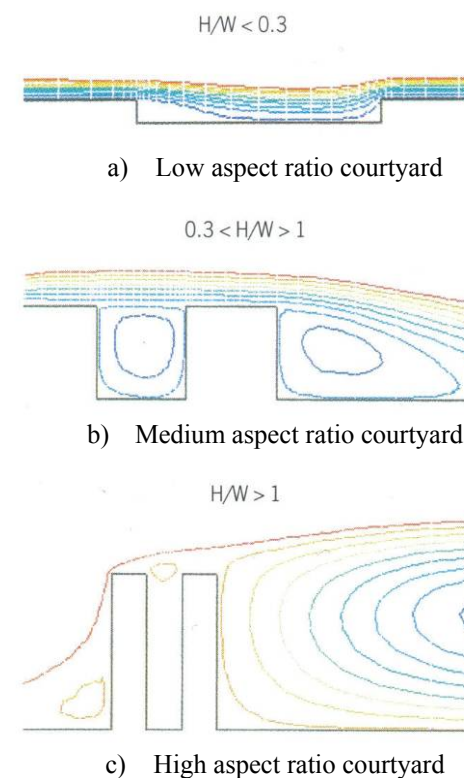 H/W < 0.3
a) Low aspect ratio courtyard
0.3 < H/W > 1
b) Medium aspect ratio courtyard
H/W > 1
c) High aspect ratio courtyard